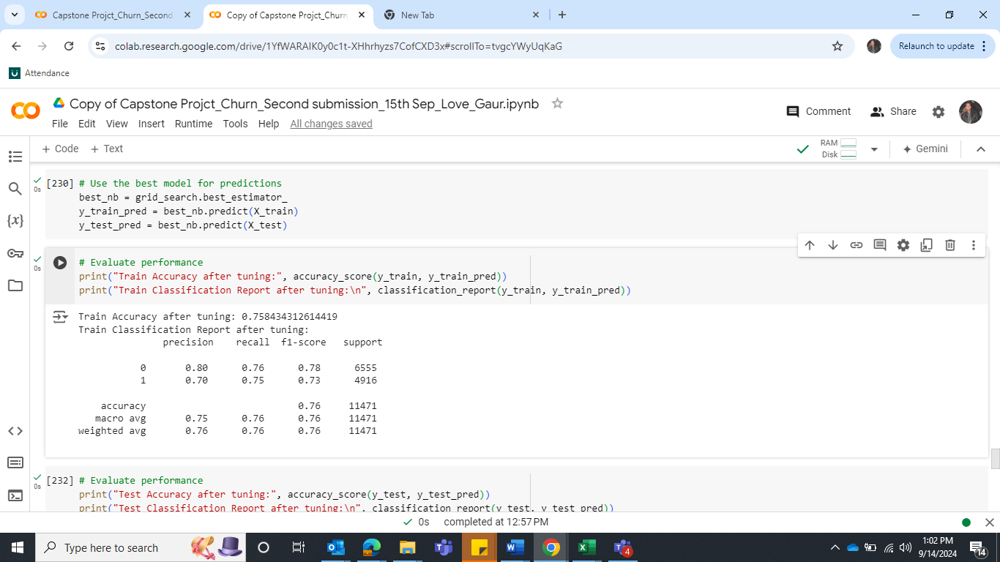 Capstone Projct_Churn_Second
Copy of Capstone Projct_Churn
New Tab
colab.research.google.com/drive/1YfWARAIK0y0c1t-XHhrhyzs7CofCXD3x#scrollTo=tvgcYWyUqKaG
Relaunch to update
Attendance
Copy of Capstone Projct_Churn_Second submission_15th Sep_Love_Gaur.ipynb
Comment
Share
File Edit View Insert Runtime Tools Help All changes saved
+ Code + Text
RAM
Disk
Gemini
[230] # Use the best model for predictions
0s
best_nb = grid_search.best_estimator_
y_train_pred = best_nb.predict(X_train)
y_test_pred = best_nb.predict(X_test)
# Evaluate performance
0s
print("Train Accuracy after tuning:", accuracy_score(y_train, y_train_pred))
print("Train Classification Report after tuning:\n", classification_report(y_train, y_train_pred))
Train Accuracy after tuning: 0.758434312614419
Train Classification Report after tuning:
precision recall f1-score support
0 0.80 0.76 0.78 6555
1 0.70 0.75 0.73 4916
accuracy 0.76 11471
macro avg 0.75 0.76 0.76 11471
weighted avg 0.76 0.76 0.76 11471
[232] # Evaluate performance
0s
print("Test Accuracy after tuning:", accuracy_score(y_test, y_test_pred))
print("Test Classification Report after tuning:\n", classification_report(y_test, y_test_pred))
0s completed at 12:57 PM
Type here to search
4
1:02 PM
9/14/2024
14